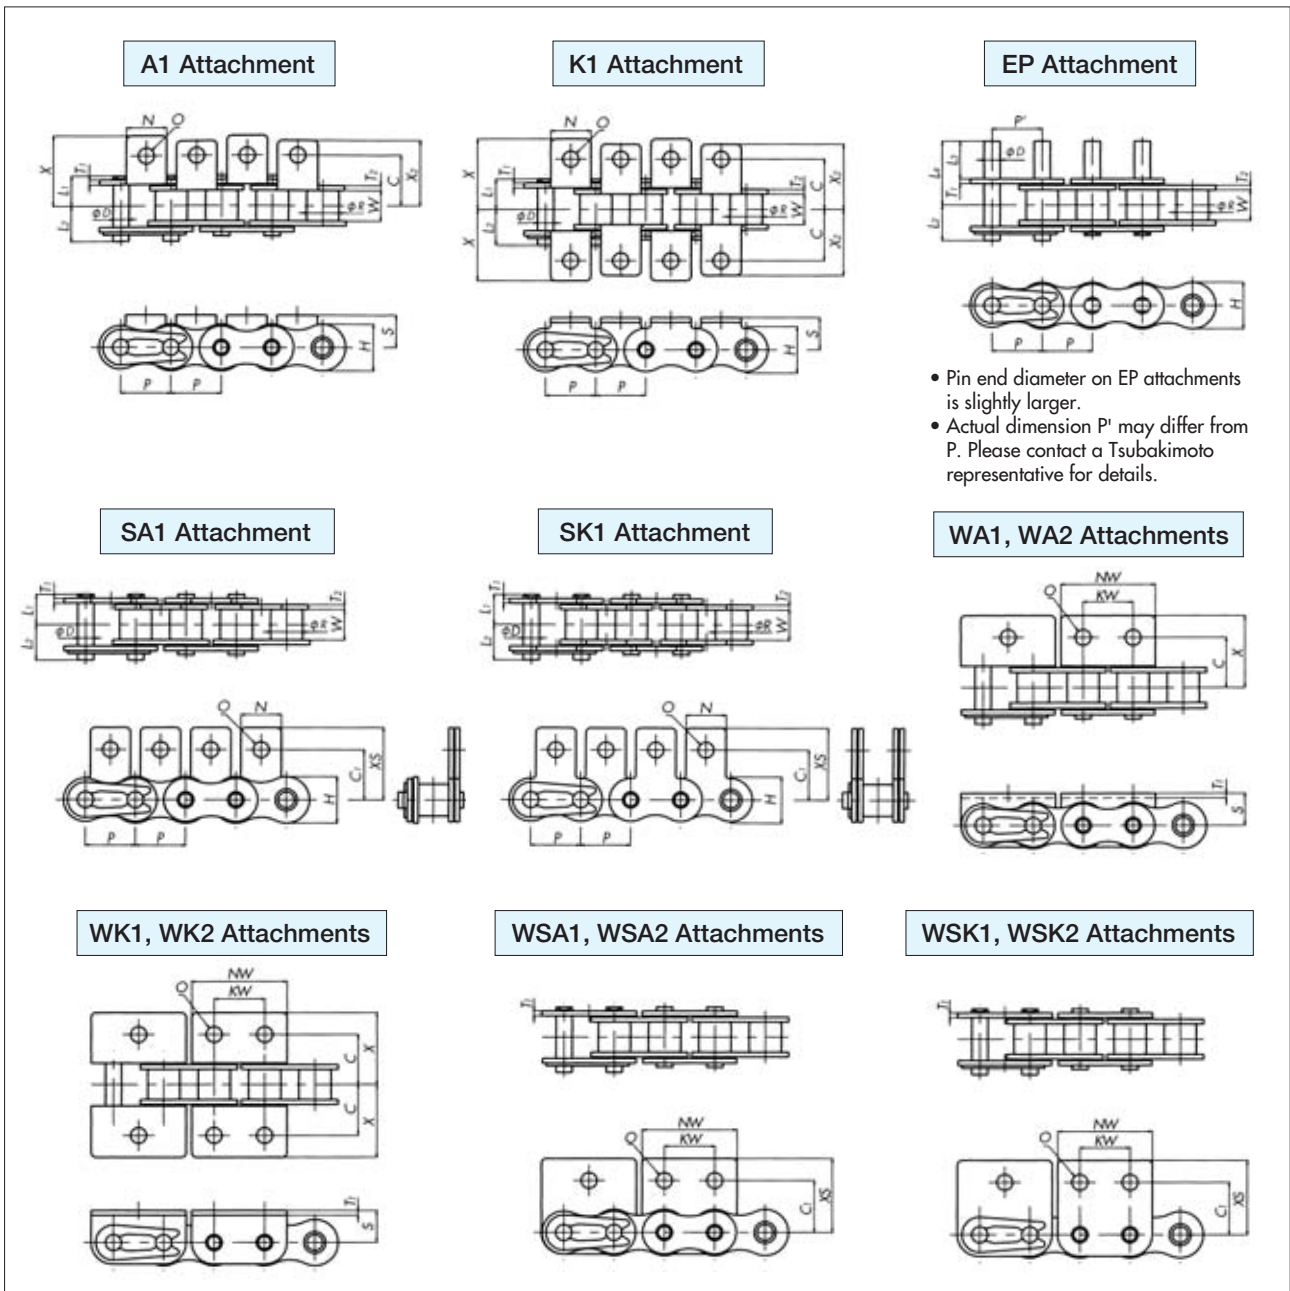 A1 Attachment
K1 Attachment
EP Attachment
N O
X L1 T1 L2 φD φR W T2 C X2
P P S H
N O
X L1 T1 L2 φD X φR W T2 C C X2 X2
P P S H
P'
L4 L3 φD T1 L2 T2 W φR
P P H
• Pin end diameter on EP attachments
is slightly larger.
• Actual dimension P' may differ from
P. Please contact a Tsubakimoto
representative for details.
SA1 Attachment
SK1 Attachment
WA1, WA2 Attachments
T1 L1 L2 φD φR W T2
O N C1 XS H
P P
T1 L1 L2 φD φR W T2
O N C1 XS H
P P
NW
O KW
C X
T1 S
WK1, WK2 Attachments
WSA1, WSA2 Attachments
WSK1, WSK2 Attachments
NW
O KW
C X
C X
T1 S
T1
NW
O KW
C1 XS
T1
NW
O KW
C1 XS